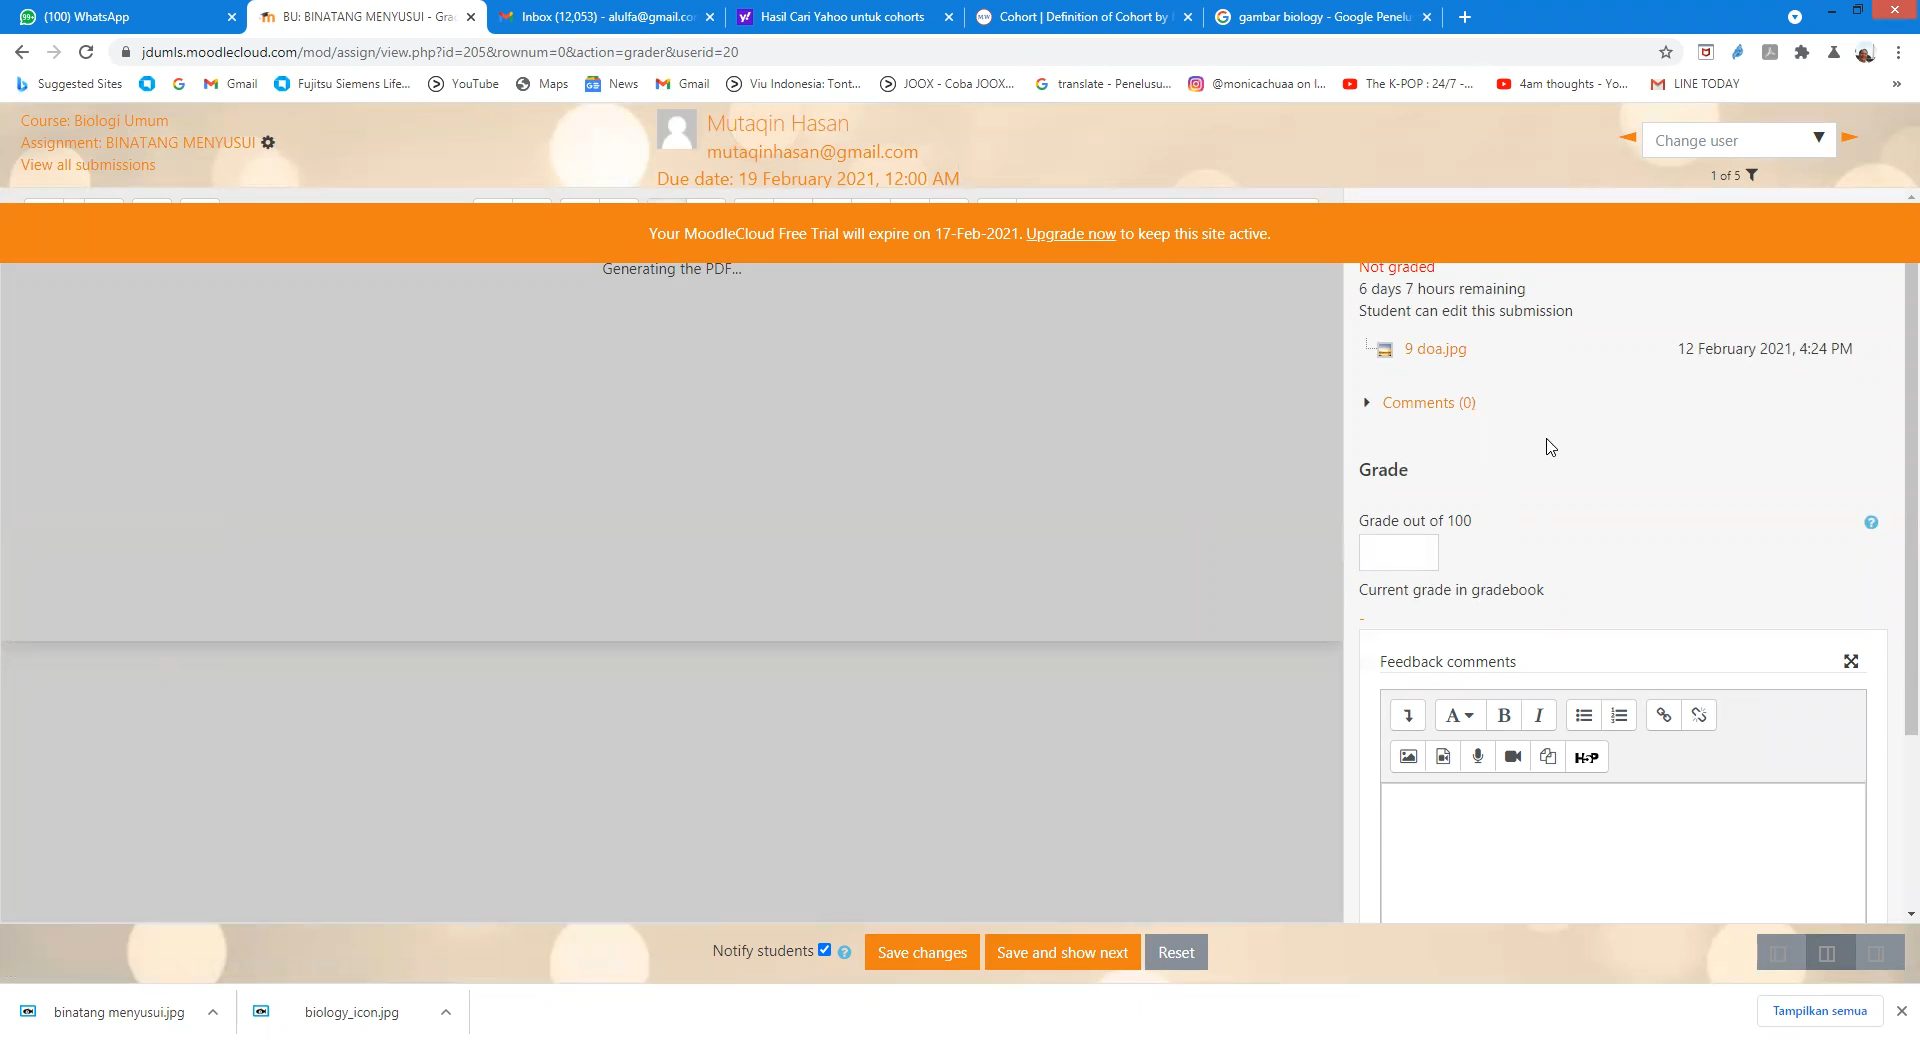 (100) WhatsApp
BU: BINATANG MENYUSUI - Gra
Inbox (12,053) - alulfa@gmail.co
Hasil Cari Yahoo untuk cohorts
Cohort | Definition of Cohort by
gambar biology - Google Penelu
jdumls.moodlecloud.com/mod/assign/view.php?id=205&rownum=0&action=grader&userid=20
Suggested Sites
Gmail
Fujitsu Siemens Life...
YouTube
Maps
News
Gmail
Viu Indonesia: Tont...
JOOX - Coba JOOX...
translate - Penelusu...
@monicachuaa on I...
The K-POP : 24/7 -...
4am thoughts - Yo...
LINE TODAY
Course: Biologi Umum
Assignment: BINATANG MENYUSUI
View all submissions
Mutaqin Hasan
mutaqinhasan@gmail.com
Due date: 19 February 2021, 12:00 AM
Change user
1 of 5
Your MoodleCloud Free Trial will expire on 17-Feb-2021. Upgrade now to keep this site active.
Generating the PDF...
Not graded
6 days 7 hours remaining
Student can edit this submission
9 doa.jpg
12 February 2021, 4:24 PM
Comments (0)
Grade
Grade out of 100
Current grade in gradebook
-
Feedback comments
A B I
H-P
Notify students
Save changes
Save and show next
Reset
binatang menyusui.jpg
biology_icon.jpg
Tampilkan semua